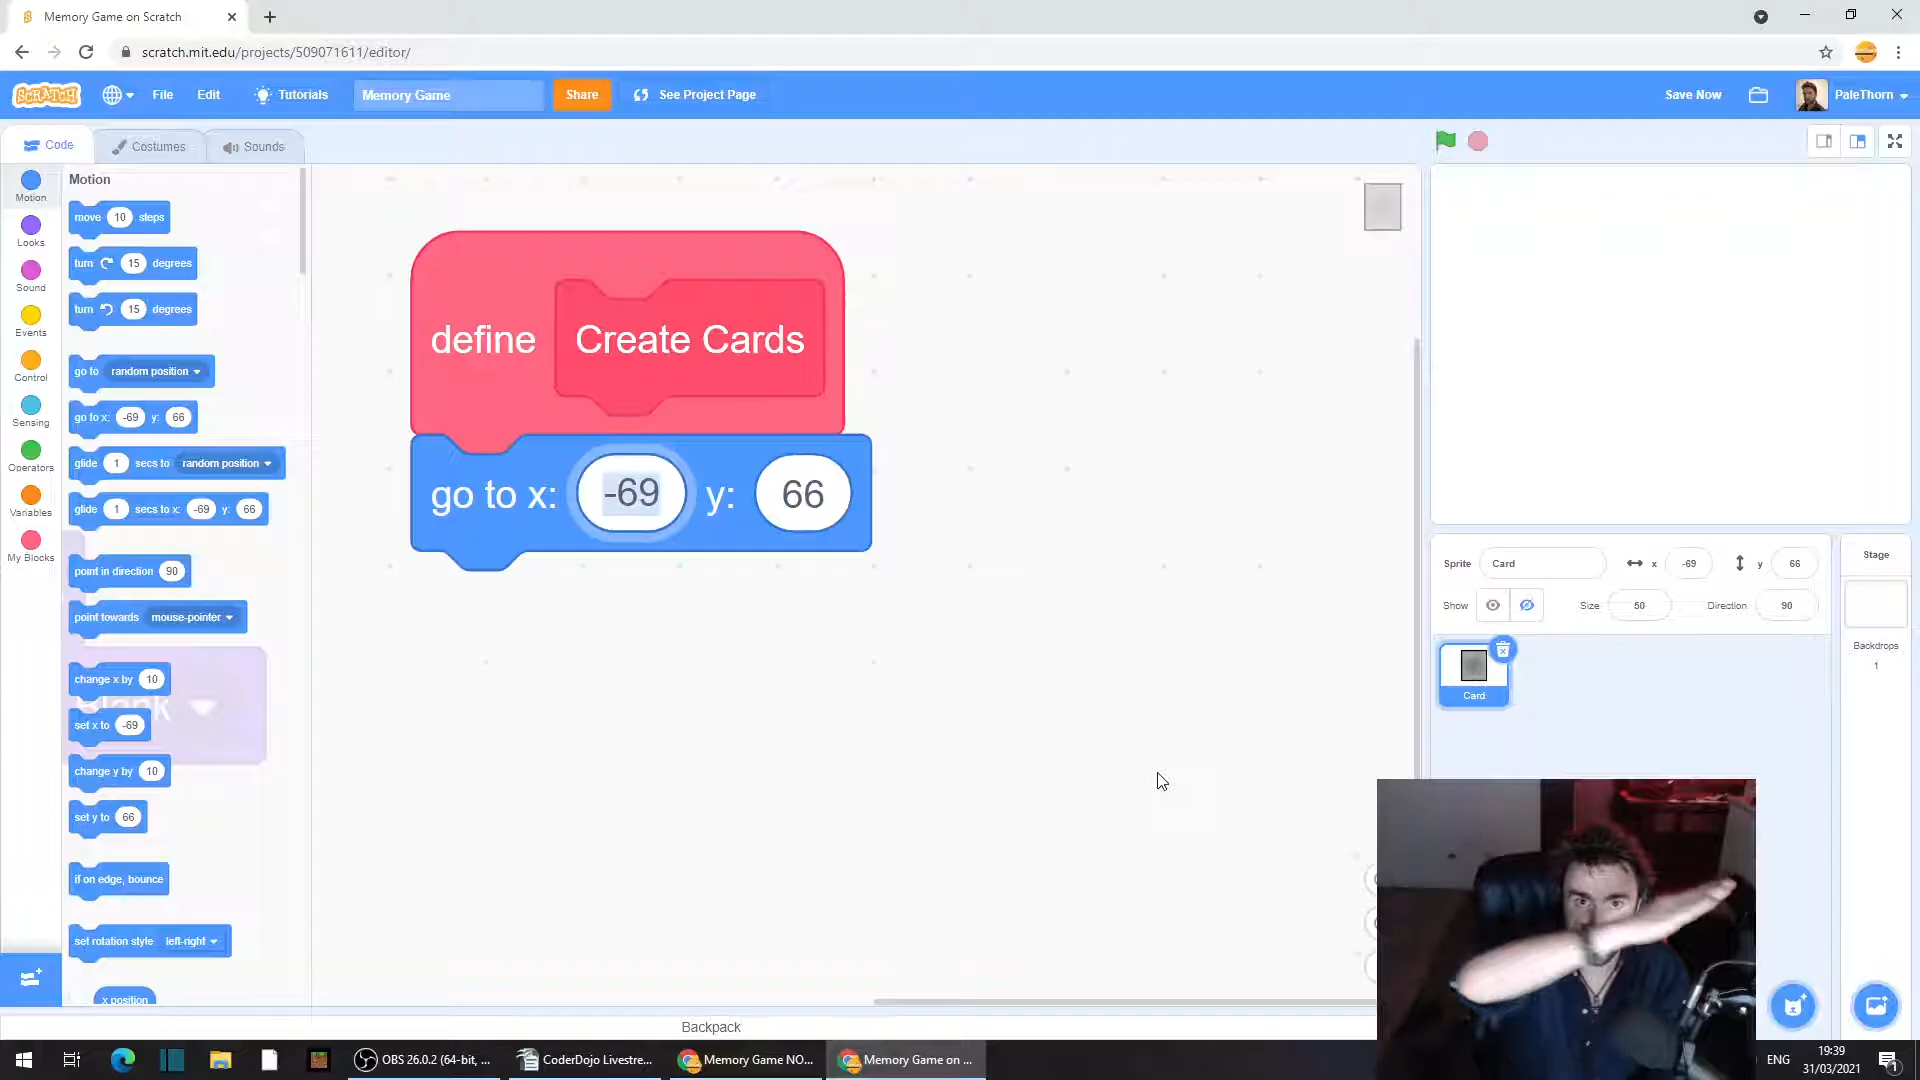 Memory Game on Scratch
scratch.mit.edu/projects/509071611/editor/
SCRATCH
File
Edit
Tutorials
Memory Game
Share
See Project Page
Save Now
PaleThorn
Code
Costumes
Sounds
Motion
Looks
Sound
Events
Control
Sensing
Operators
Variables
My Blocks
Motion
move 10 steps
turn 15 degrees
turn 15 degrees
go to random position
go to x: -69 y: 66
glide 1 secs to random position
glide 1 secs to x: -69 y: 66
point in direction 90
point towards mouse-pointer
change x by 10
set x to -69
change y by 10
set y to 66
if on edge, bounce
set rotation style left-right
x position
define Create Cards
go to x: -69 y: 66
Sprite Card x -69 y 66
Show Size 50 Direction 90
Card
Stage
Backdrops
1
Backpack
OBS 26.0.2 (64-bit, ...
CoderDojo Livestre...
Memory Game NO...
Memory Game on ...
ENG
19:39
31/03/2021
1